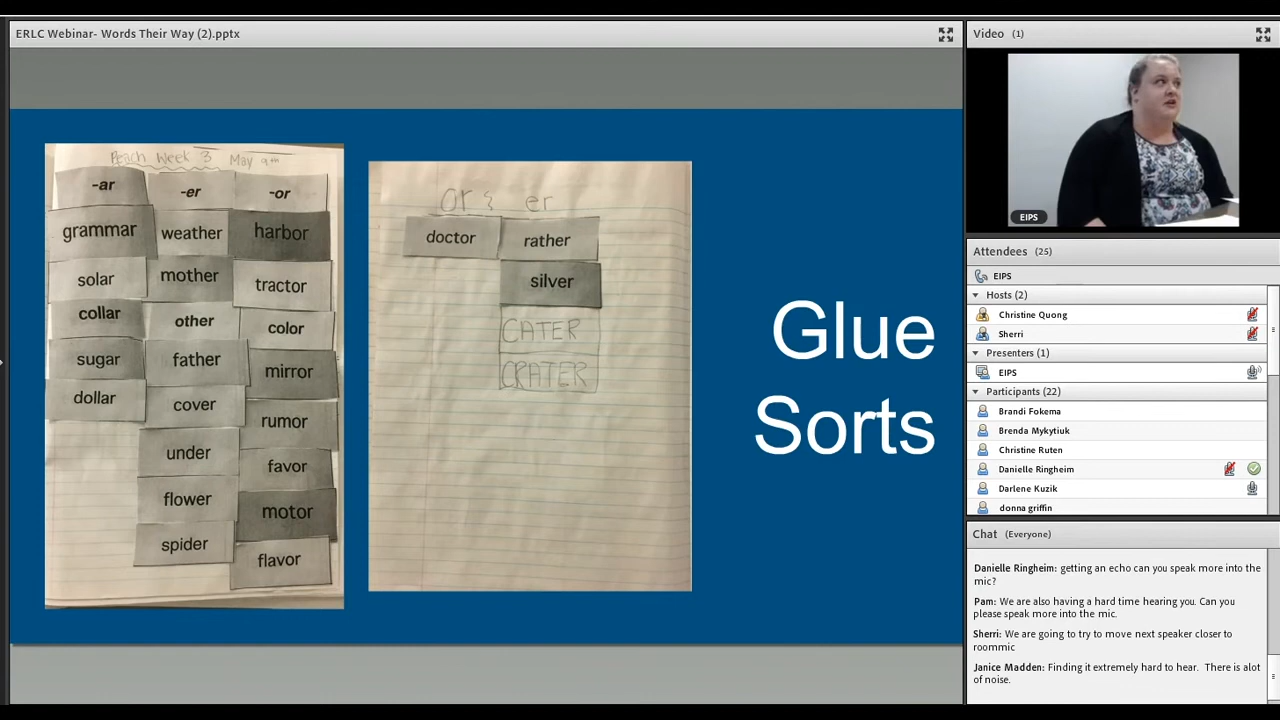 ERLC Webinar- Words Their Way (2).pptx
Peach Week 3 May 9th
-ar -er -or
grammar weather harbor
solar mother tractor
collar other color
sugar father mirror
dollar cover rumor
under favor
flower motor
spider flavor
or & er
doctor rather
silver
CATER
CRATER
Glue
Sorts
Video (1)
EIPS
Attendees (25)
EIPS
Hosts (2)
Christine Quong
Sherri
Presenters (1)
EIPS
Participants (22)
Brandi Fokema
Brenda Mykytiuk
Christine Ruten
Danielle Ringheim
Darlene Kuzik
donna griffin
Chat (Everyone)
Danielle Ringheim: getting an echo can you speak more into the
mic?
Pam: We are also having a hard time hearing you. Can you
please speak more into the mic.
Sherri: We are going to try to move next speaker closer to
roommic
Janice Madden: Finding it extremely hard to hear. There is alot
of noise.